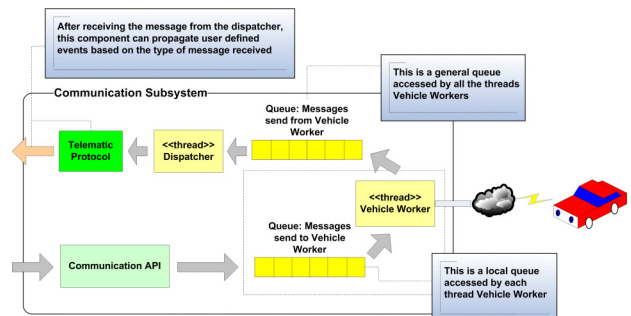 After receiving the message from the dispatcher,
this component can propagate user defined
events based on the type of message received
This is a general queue
accessed by all the threads
Vehicle Workers
Communication Subsystem
Queue: Messages
send from Vehicle
Worker
Telematic
Protocol
<<thread>>
Dispatcher
<<thread>>
Vehicle Worker
Queue: Messages
send to Vehicle
Worker
Communication API
This is a local queue
accessed by each
thread Vehicle Worker